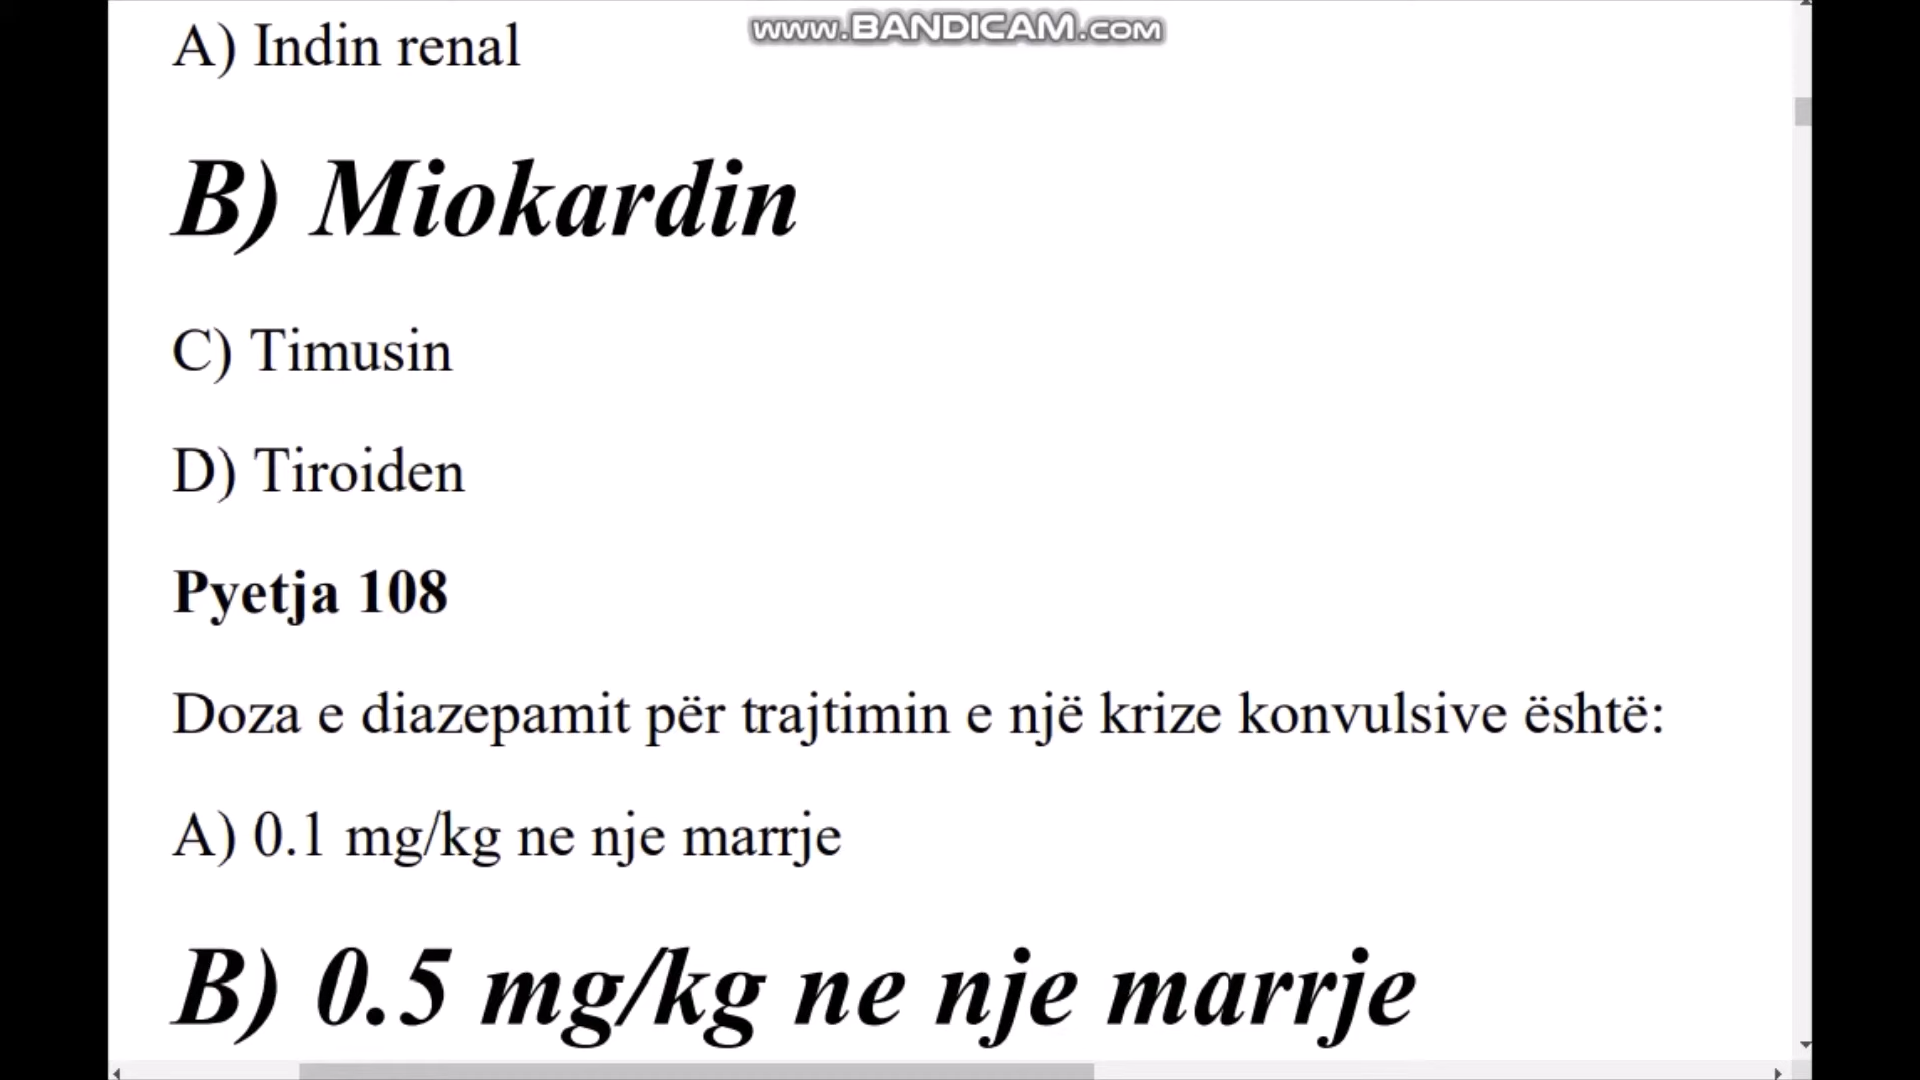 www.BANDICAM.com
A) Indin renal
B) Miokardin
C) Timusin
D) Tiroiden
Pyetja 108
Doza e diazepamit për trajtimin e një krize konvulsive është:
A) 0.1 mg/kg ne nje marrje
B) 0.5 mg/kg ne nje marrje